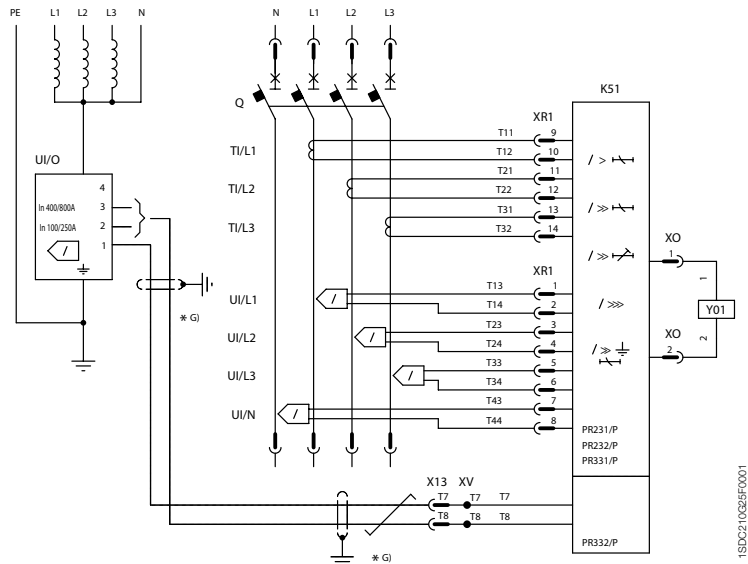 PE L1 L2 L3 N
N L1 L2 L3
K51
Q
XR1
UI/O
4
In 400/800A 3
In 100/250A 2
1
/
TI/L1
T11 9
T12 10
/ >
TI/L2
T21 11
T22 12
/ ≫
TI/L3
T31 13
T32 14
/ ≫
XO
1
1
XR1
UI/L1
/
T13 1
T14 2
/ ⋙
Y01
* G)
UI/L2
/
T23 3
T24 4
/ ≫
XO
2
2
UI/L3
/
T33 5
T34 6
UI/N
/
T43 7
T44 8
PR231/P
PR232/P
PR331/P
X13 XV
T7 T7 T7
T8 T8 T8
PR332/P
* G)
1SDC210G25F0001